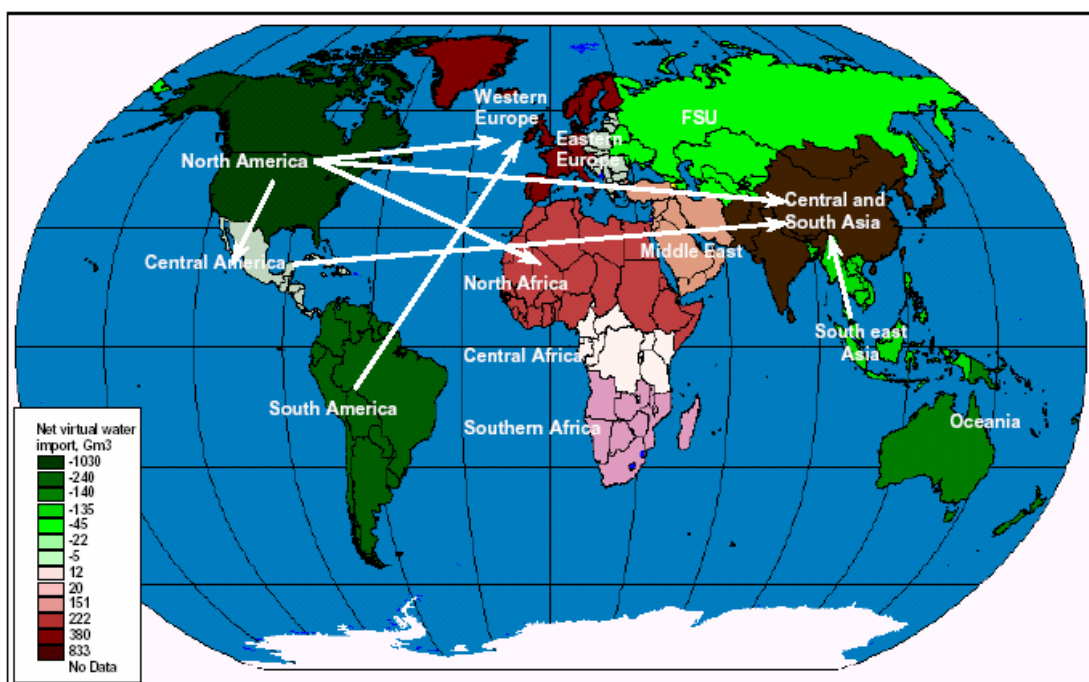 Western
Europe
FSU
North America
Eastern
Europe
Central and
South Asia
Central America
Middle East
North Africa
South east
Asia
Central Africa
South America
Oceania
Southern Africa
Net virtual water
import, Gm3
-1030
-240
-140
-135
-45
-22
-5
12
20
151
222
380
833
No Data